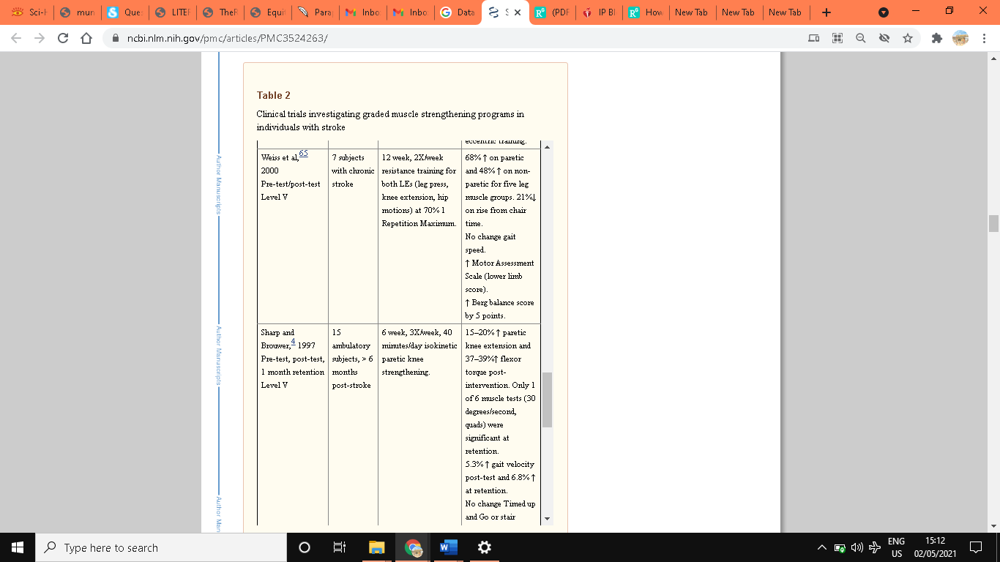 Sci-H
mun
Que
LITEF
TheF
Equit
Para
Inbo
Inbo
Data
S
(PDF
IP BI
How
New Tab
New Tab
New Tab
ncbi.nlm.nih.gov/pmc/articles/PMC3524263/
Author Manuscripts
Author Manuscripts
Author Man
Table 2
Clinical trials investigating graded muscle strengthening programs in
individuals with stroke
eccentric training.
Weiss et al,65
2000
Pre-test/post-test
Level V
7 subjects
with chronic
stroke
12 week, 2X/week
resistance training for
both LEs (leg press,
knee extension, hip
motions) at 70% 1
Repetition Maximum.
68% ↑ on paretic
and 48% ↑ on non-
paretic for five leg
muscle groups. 21%↓
on rise from chair
time.
No change gait
speed.
↑ Motor Assessment
Scale (lower limb
score).
↑ Berg balance score
by 5 points.
Sharp and
Brouwer,4 1997
Pre-test, post-test,
1 month retention
Level V
15
ambulatory
subjects, > 6
months
post-stroke
6 week, 3X/week, 40
minutes/day isokinetic
paretic knee
strengthening.
15–20% ↑ paretic
knee extension and
37–39%↑ flexor
torque post-
intervention. Only 1
of 6 muscle tests (30
degrees/second,
quads) were
significant at
retention.
5.3% ↑ gait velocity
post-test and 6.8% ↑
at retention.
No change Timed up
and Go or stair
Type here to search
ENG
US
15:12
02/05/2021